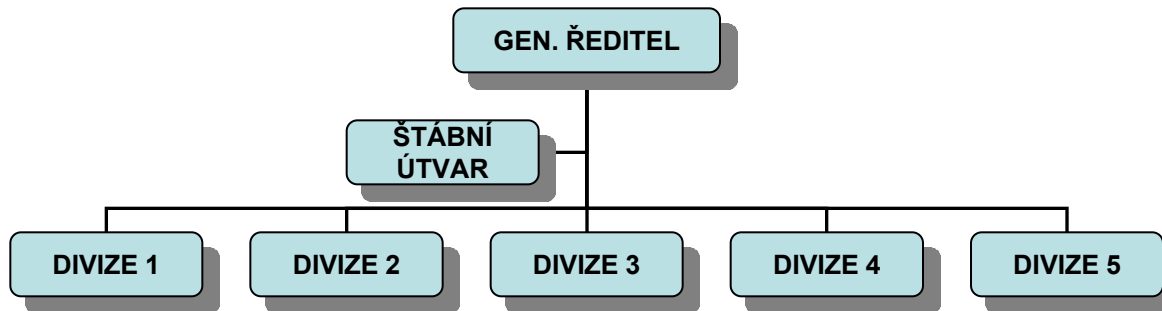 GEN. ŘEDITEL
ŠTÁBNÍ
ÚTVAR
DIVIZE 1
DIVIZE 2
DIVIZE 3
DIVIZE 4
DIVIZE 5